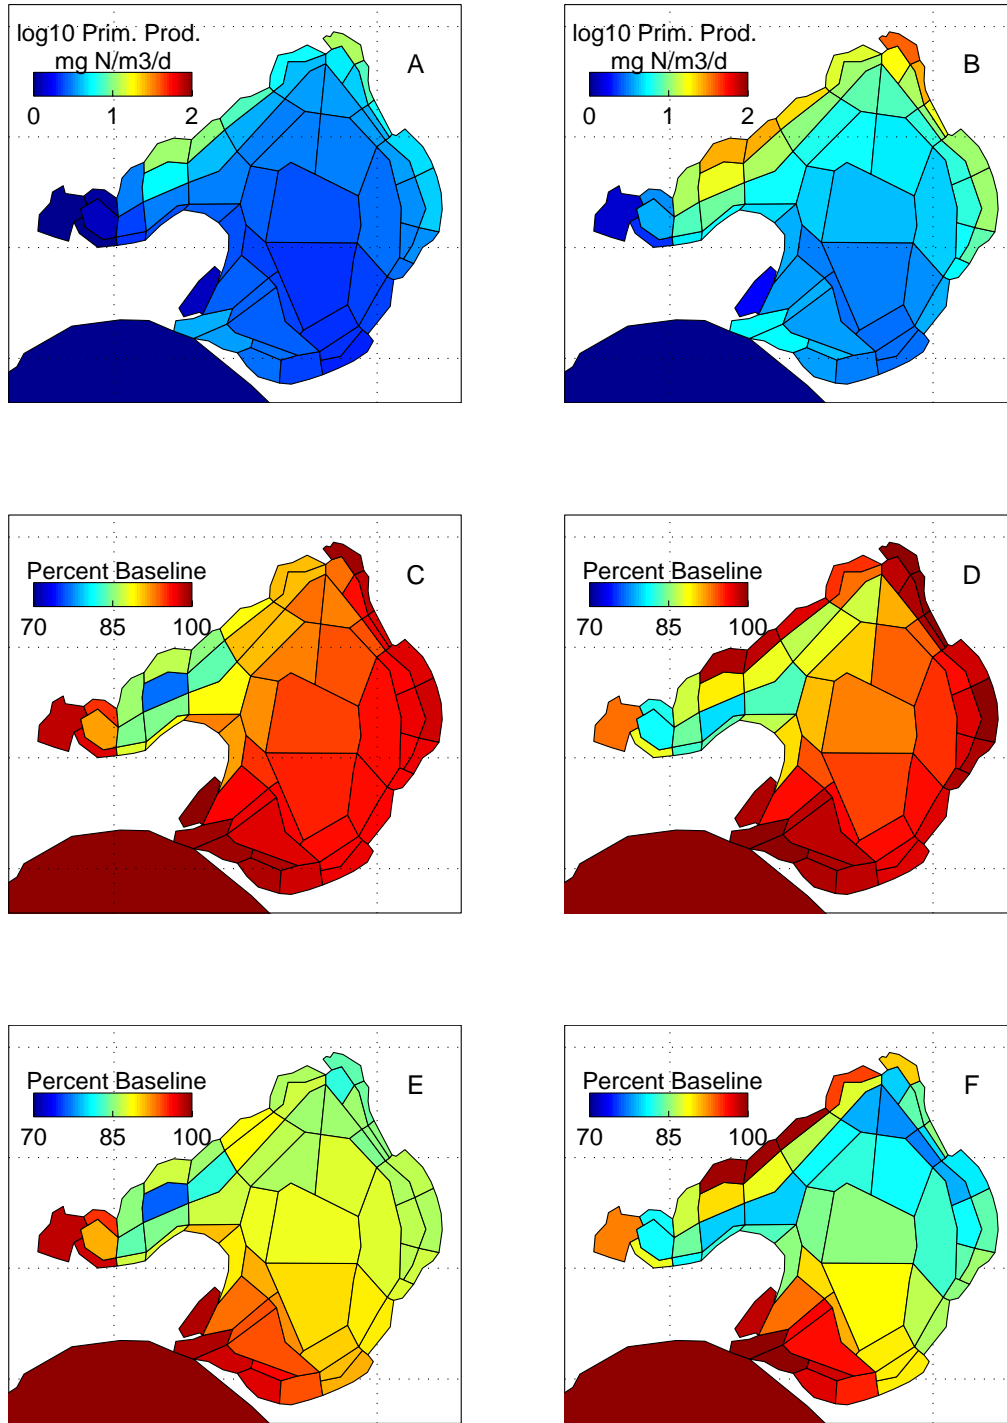 log10 Prim. Prod.
mg N/m3/d
0 1 2
A
log10 Prim. Prod.
mg N/m3/d
0 1 2
B
Percent Baseline
70 85 100
C
Percent Baseline
70 85 100
D
Percent Baseline
70 85 100
E
Percent Baseline
70 85 100
F